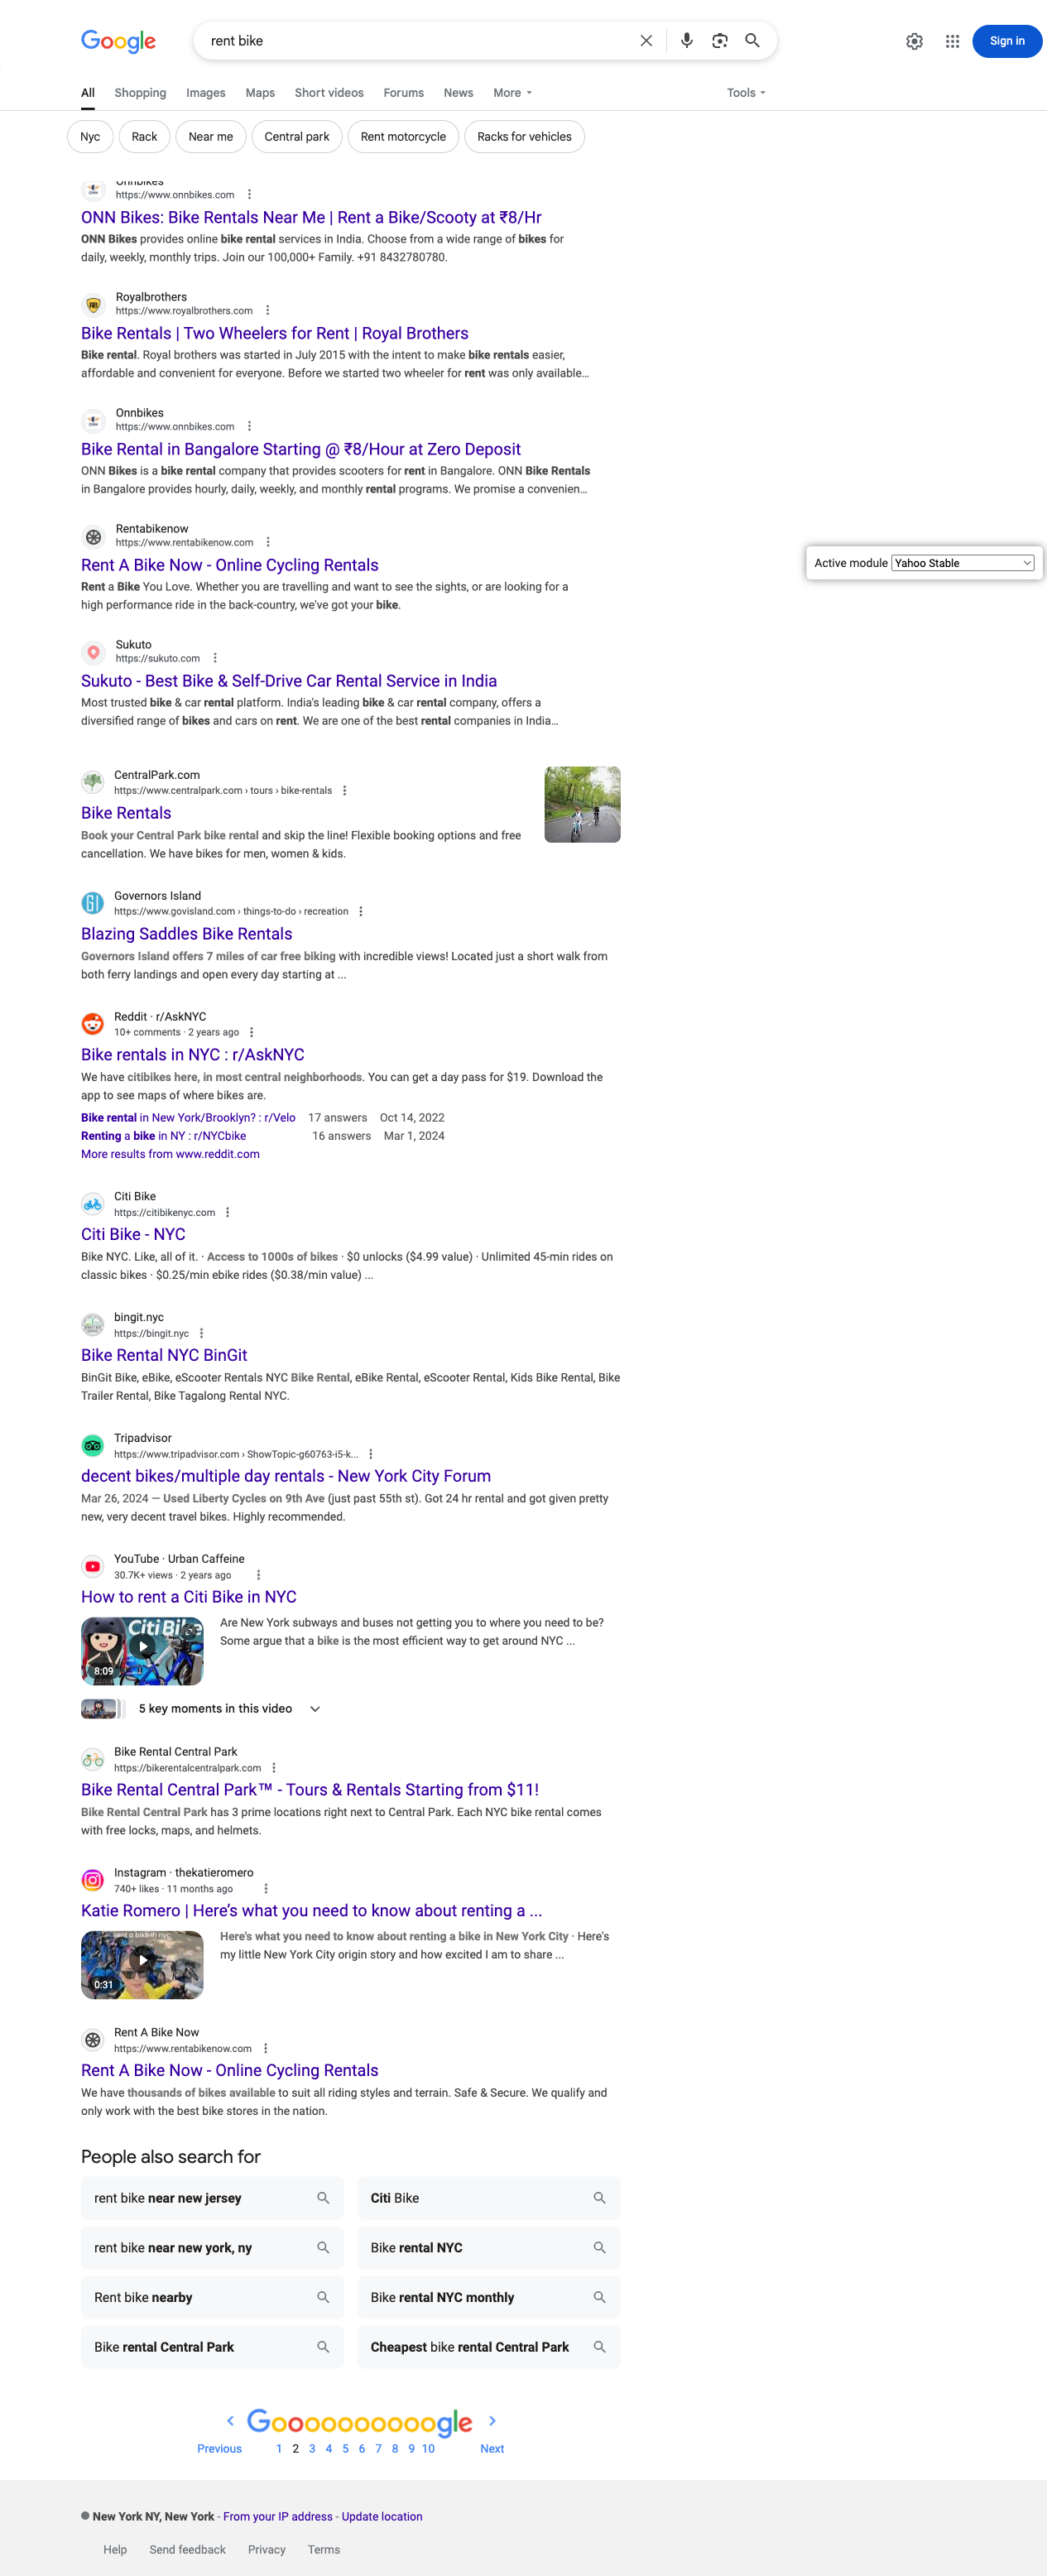 Google
rent bike
Sign in
All Shopping Images Maps Short videos Forums News More Tools
Nyc Rack Near me Central park Rent motorcycle Racks for vehicles
Onnbikes
https://www.onnbikes.com
ONN Bikes: Bike Rentals Near Me | Rent a Bike/Scooty at ₹8/Hr
ONN Bikes provides online bike rental services in India. Choose from a wide range of bikes for
daily, weekly, monthly trips. Join our 100,000+ Family. +91 8432780780.
Royalbrothers
https://www.royalbrothers.com
Bike Rentals | Two Wheelers for Rent | Royal Brothers
Bike rental. Royal brothers was started in July 2015 with the intent to make bike rentals easier,
affordable and convenient for everyone. Before we started two wheeler for rent was only available…
Onnbikes
https://www.onnbikes.com
Bike Rental in Bangalore Starting @ ₹8/Hour at Zero Deposit
ONN Bikes is a bike rental company that provides scooters for rent in Bangalore. ONN Bike Rentals
in Bangalore provides hourly, daily, weekly, and monthly rental programs. We promise a convenien…
Rentabikenow
https://www.rentabikenow.com
Rent A Bike Now - Online Cycling Rentals
Active module Yahoo Stable
Rent a Bike You Love. Whether you are travelling and want to see the sights, or are looking for a
high performance ride in the back-country, we've got your bike.
Sukuto
https://sukuto.com
Sukuto - Best Bike & Self-Drive Car Rental Service in India
Most trusted bike & car rental platform. India's leading bike & car rental company, offers a
diversified range of bikes and cars on rent. We are one of the best rental companies in India…
CentralPark.com
https://www.centralpark.com › tours › bike-rentals
Bike Rentals
Book your Central Park bike rental and skip the line! Flexible booking options and free
cancellation. We have bikes for men, women & kids.
Governors Island
https://www.govisland.com › things-to-do › recreation
Blazing Saddles Bike Rentals
Governors Island offers 7 miles of car free biking with incredible views! Located just a short walk from
both ferry landings and open every day starting at ...
Reddit · r/AskNYC
10+ comments · 2 years ago
Bike rentals in NYC : r/AskNYC
We have citibikes here, in most central neighborhoods. You can get a day pass for $19. Download the
app to see maps of where bikes are.
Bike rental in New York/Brooklyn? : r/Velo 17 answers Oct 14, 2022
Renting a bike in NY : r/NYCbike 16 answers Mar 1, 2024
More results from www.reddit.com
Citi Bike
https://citibikenyc.com
Citi Bike - NYC
Bike NYC. Like, all of it. · Access to 1000s of bikes · $0 unlocks ($4.99 value) · Unlimited 45-min rides on
classic bikes · $0.25/min ebike rides ($0.38/min value) ...
bingit.nyc
https://bingit.nyc
Bike Rental NYC BinGit
BinGit Bike, eBike, eScooter Rentals NYC Bike Rental, eBike Rental, eScooter Rental, Kids Bike Rental, Bike
Trailer Rental, Bike Tagalong Rental NYC.
Tripadvisor
https://www.tripadvisor.com › ShowTopic-g60763-i5-k...
decent bikes/multiple day rentals - New York City Forum
Mar 26, 2024 — Used Liberty Cycles on 9th Ave (just past 55th st). Got 24 hr rental and got given pretty
new, very decent travel bikes. Highly recommended.
YouTube · Urban Caffeine
30.7K+ views · 2 years ago
How to rent a Citi Bike in NYC
Citi Bike
8:09
Are New York subways and buses not getting you to where you need to be?
Some argue that a bike is the most efficient way to get around NYC ...
5 key moments in this video
Bike Rental Central Park
https://bikerentalcentralpark.com
Bike Rental Central Park™ - Tours & Rentals Starting from $11!
Bike Rental Central Park has 3 prime locations right next to Central Park. Each NYC bike rental comes
with free locks, maps, and helmets.
Instagram · thekatieromero
740+ likes · 11 months ago
Katie Romero | Here's what you need to know about renting a ...
rent a bike in nyc
0:31
Here's what you need to know about renting a bike in New York City · Here's
my little New York City origin story and how excited I am to share ...
Rent A Bike Now
https://www.rentabikenow.com
Rent A Bike Now - Online Cycling Rentals
We have thousands of bikes available to suit all riding styles and terrain. Safe & Secure. We qualify and
only work with the best bike stores in the nation.
People also search for
rent bike near new jersey Citi Bike
rent bike near new york, ny Bike rental NYC
Rent bike nearby Bike rental NYC monthly
Bike rental Central Park Cheapest bike rental Central Park
Goooooooooogle
Previous 1 2 3 4 5 6 7 8 9 10 Next
New York NY, New York - From your IP address - Update location
Help Send feedback Privacy Terms